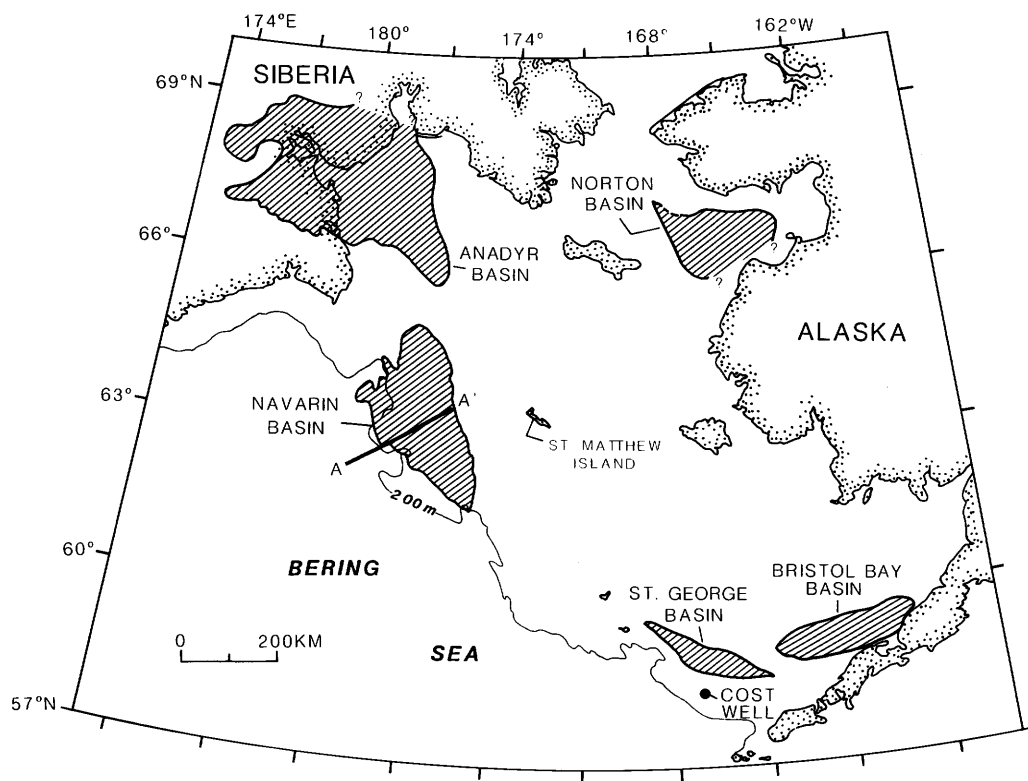 174°E
180°
174°
168°
162°W
SIBERIA
69°N
?
?
NORTON
BASIN
66°
ANADYR
BASIN
?
?
ALASKA
63°
NAVARIN
BASIN
A'
A
ST. MATTHEW
ISLAND
200m
60°
BERING
SEA
BRISTOL BAY
BASIN
ST. GEORGE
BASIN
0 200KM
COST
WELL
57°N